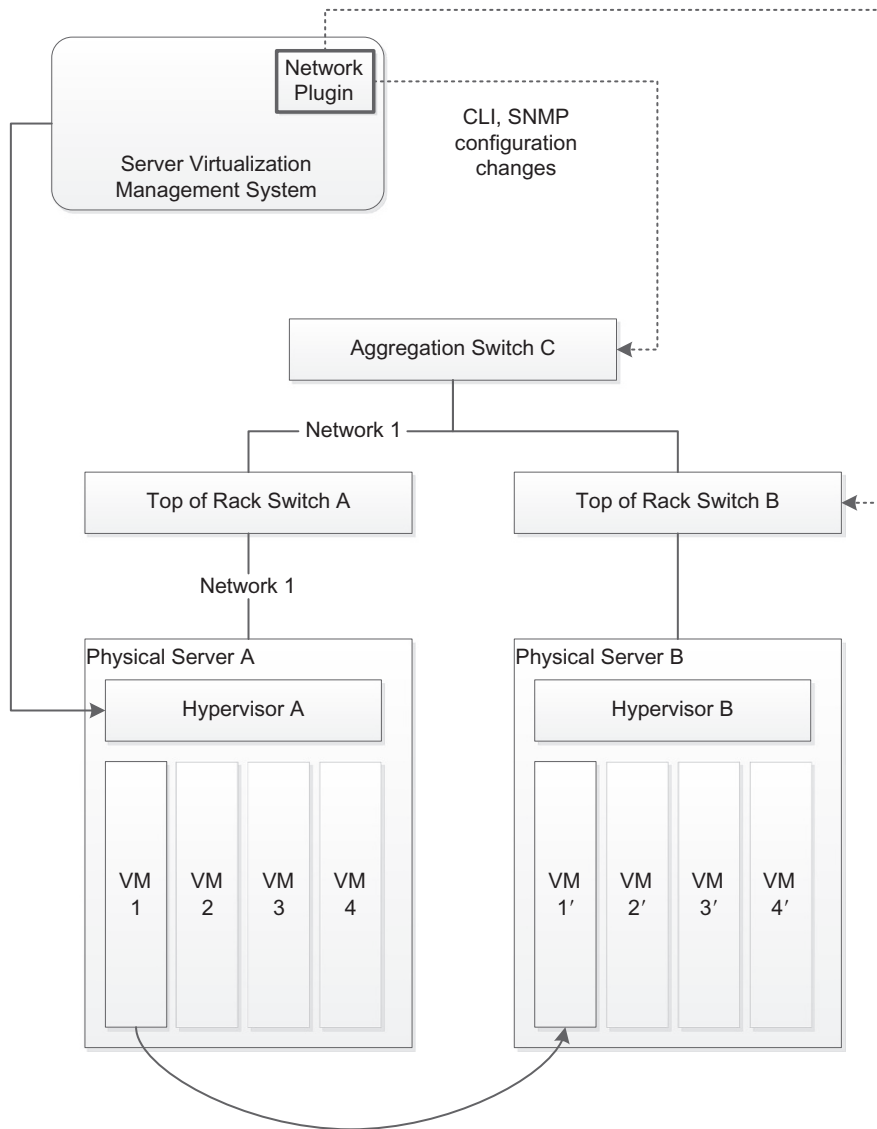 Network
Plugin
CLI, SNMP
configuration
changes
Server Virtualization
Management System
Aggregation Switch C
Network 1
Top of Rack Switch A
Top of Rack Switch B
Network 1
Physical Server A
Physical Server B
Hypervisor A
Hypervisor B
VM
1
VM
2
VM
3
VM
4
VM
1′
VM
2′
VM
3′
VM
4′